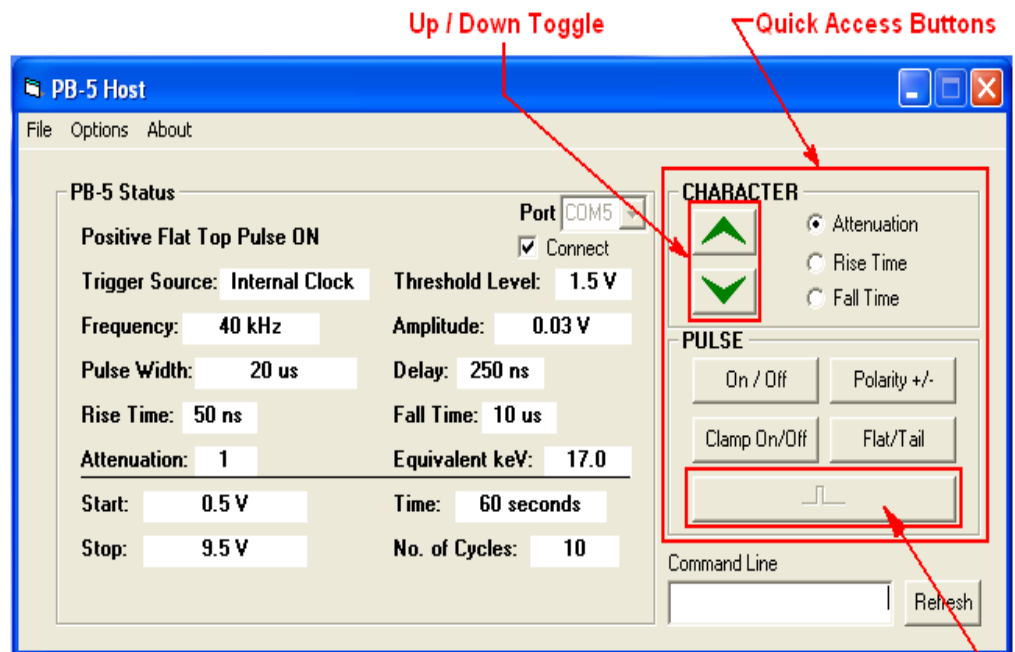 Up / Down Toggle
Quick Access Buttons
PB-5 Host
File Options About
PB-5 Status
Port COM5
Positive Flat Top Pulse ON
Connect
Trigger Source: Internal Clock
Threshold Level: 1.5 V
Frequency: 40 kHz
Amplitude: 0.03 V
Pulse Width: 20 us
Delay: 250 ns
Rise Time: 50 ns
Fall Time: 10 us
Attenuation: 1
Equivalent keV: 17.0
Start: 0.5 V
Time: 60 seconds
Stop: 9.5 V
No. of Cycles: 10
CHARACTER
Attenuation
Rise Time
Fall Time
PULSE
On / Off
Polarity +/-
Clamp On/Off
Flat/Tail
Command Line
Refresh